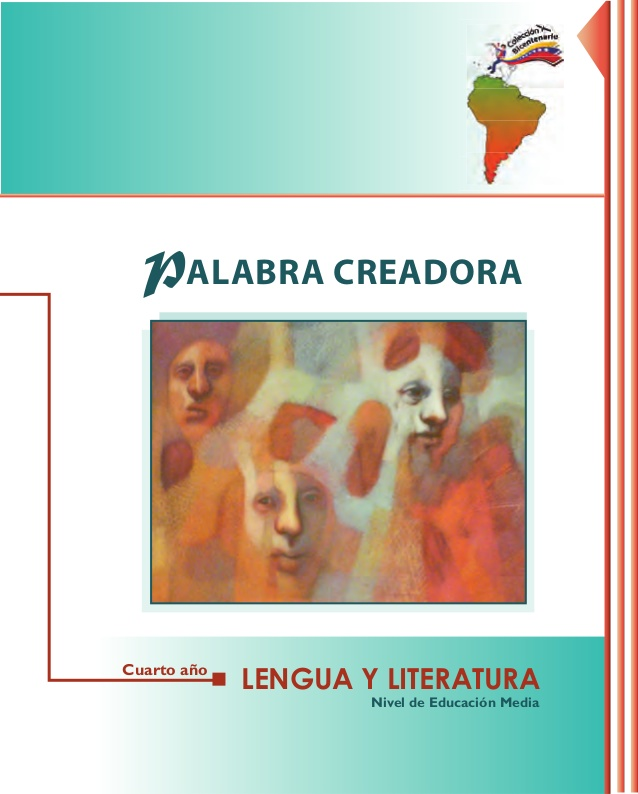 Colección
Bicentenario
PALABRA CREADORA
Cuarto año
LENGUA Y LITERATURA
Nivel de Educación Media